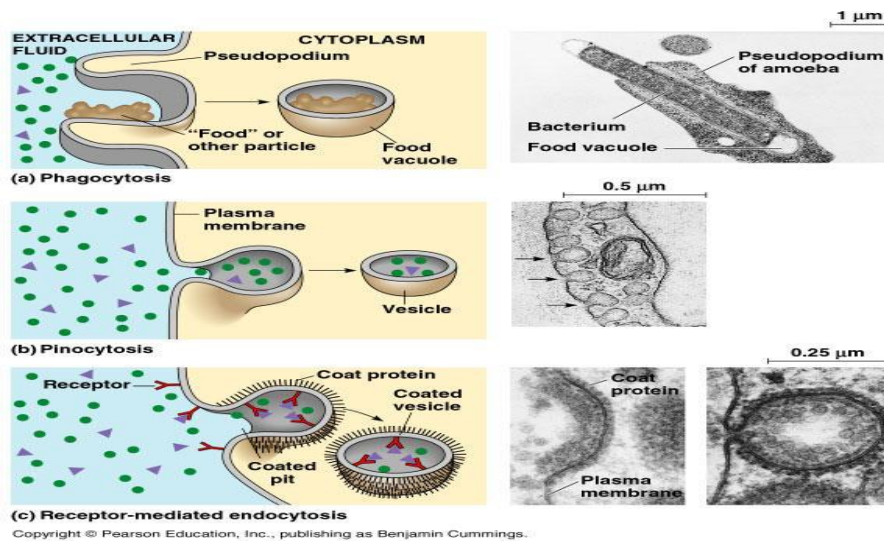 1 µm
EXTRACELLULAR
FLUID
CYTOPLASM
Pseudopodium
"Food" or
other particle
Food
vacuole
(a) Phagocytosis
Pseudopodium
of amoeba
Bacterium
Food vacuole
0.5 µm
Plasma
membrane
Vesicle
(b) Pinocytosis
0.25 µm
Receptor
Coat protein
Coated
vesicle
Coated
pit
Coat
protein
Plasma
membrane
(c) Receptor-mediated endocytosis
Copyright © Pearson Education, Inc., publishing as Benjamin Cummings.